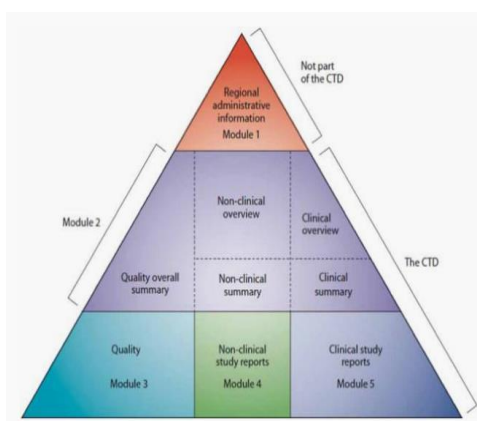 Not part
of the CTD
Regional
administrative
information
Module 1
Module 2
Non-clinical
overview
Clinical
overview
The CTD
Quality overall
summary
Non-clinical
summary
Clinical
summary
Quality
Module 3
Non-clinical
study reports
Module 4
Clinical study
reports
Module 5